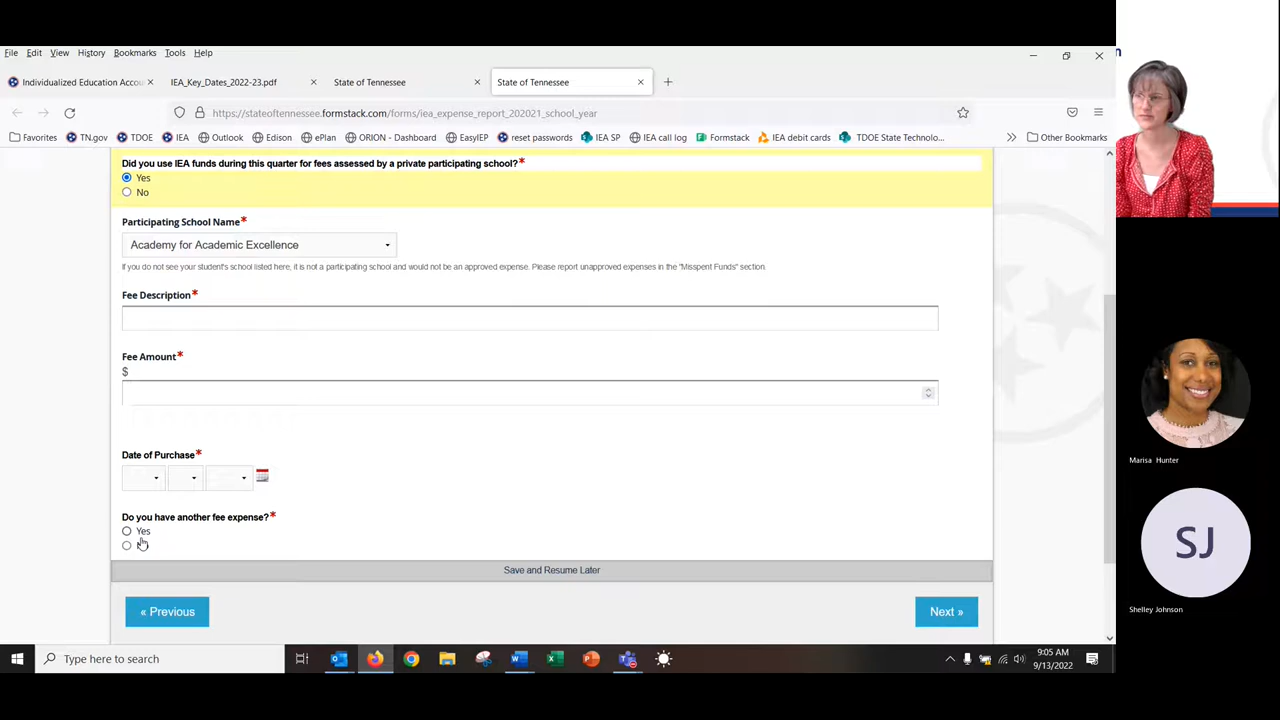 File Edit View History Bookmarks Tools Help
Individualized Education Accou
IEA_Key_Dates_2022-23.pdf
State of Tennessee
State of Tennessee
https://stateoftennessee.formstack.com/forms/iea_expense_report_202021_school_year
Favorites TN.gov TDOE IEA Outlook Edison ePlan ORION - Dashboard EasyIEP reset passwords IEA SP IEA call log Formstack IEA debit cards TDOE State Technolo... Other Bookmarks
Did you use IEA funds during this quarter for fees assessed by a private participating school?*
Yes
No
Participating School Name*
Academy for Academic Excellence
If you do not see your student's school listed here, it is not a participating school and would not be an approved expense. Please report unapproved expenses in the "Misspent Funds" section.
Fee Description*
Fee Amount*
$
Date of Purchase*
Do you have another fee expense?*
Yes
Save and Resume Later
« Previous
Next »
Type here to search
9:05 AM
9/13/2022
Marisa Hunter
SJ
Shelley Johnson